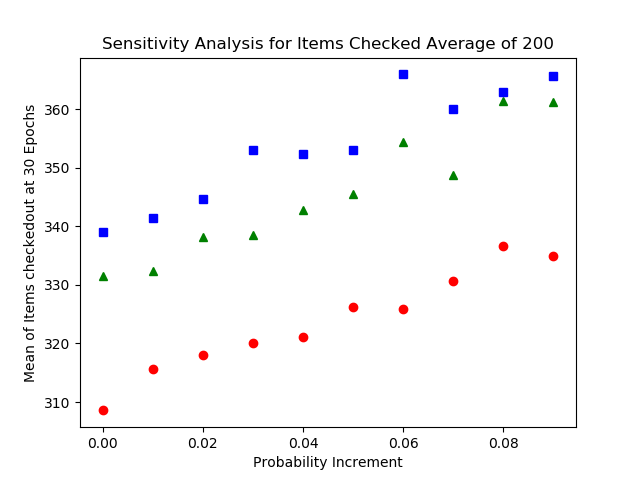 Sensitivity Analysis for Items Checked Average of 200
Mean of Items checkedout at 30 Epochs
360
350
340
330
320
310
0.00 0.02 0.04 0.06 0.08
Probability Increment